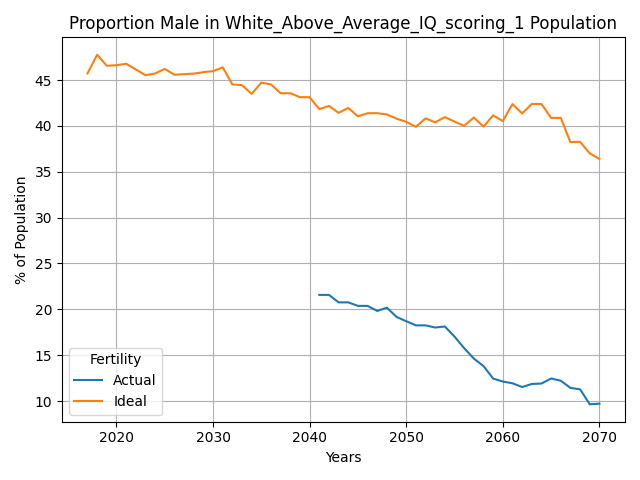 Proportion Male in White_Above_Average_IQ_scoring_1 Population
% of Population
45
40
35
30
25
20
15
10
Fertility
Actual
Ideal
2020 2030 2040 2050 2060 2070
Years